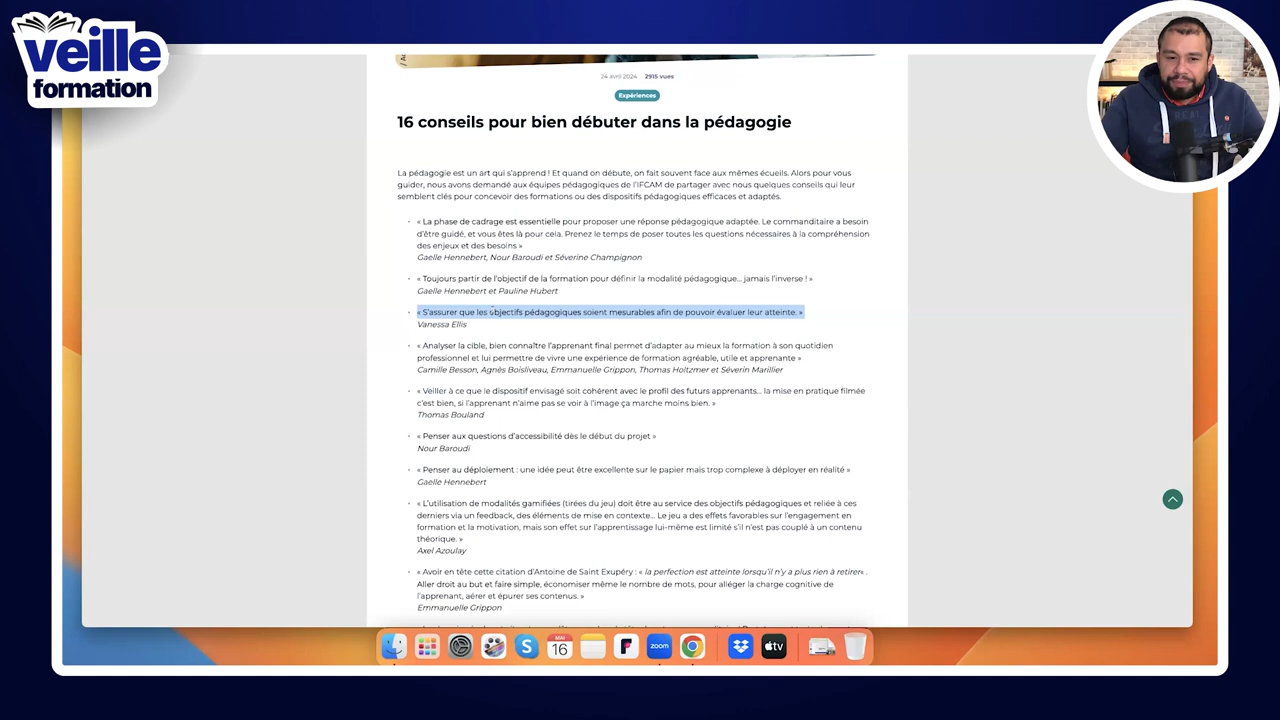 veille
formation
24 avril 2024 2915 vues
Expériences
16 conseils pour bien débuter dans la pédagogie
La pédagogie est un art qui s'apprend ! Et quand on débute, on fait souvent face aux mêmes écueils. Alors pour vous
guider, nous avons demandé aux équipes pédagogiques de l'IFCAM de partager avec nous quelques conseils qui leur
semblent clés pour concevoir des formations ou des dispositifs pédagogiques efficaces et adaptés.
« La phase de cadrage est essentielle pour proposer une réponse pédagogique adaptée. Le commanditaire a besoin
d'être guidé, et vous êtes là pour cela. Prenez le temps de poser toutes les questions nécessaires à la compréhension
des enjeux et des besoins »
Gaelle Hennebert, Nour Baroudi et Séverine Champignon
« Toujours partir de l'objectif de la formation pour définir la modalité pédagogique... jamais l'inverse ! »
Gaelle Hennebert et Pauline Hubert
« S'assurer que les objectifs pédagogiques soient mesurables afin de pouvoir évaluer leur atteinte. »
Vanessa Ellis
« Analyser la cible, bien connaître l'apprenant final permet d'adapter au mieux la formation à son quotidien
professionnel et lui permettre de vivre une expérience de formation agréable, utile et apprenante »
Camille Besson, Agnès Boisliveau, Emmanuelle Grippon, Thomas Holtzmer et Séverin Marillier
« Veiller à ce que le dispositif envisagé soit cohérent avec le profil des futurs apprenants... la mise en pratique filmée
c'est bien, si l'apprenant n'aime pas se voir à l'image ça marche moins bien. »
Thomas Bouland
« Penser aux questions d'accessibilité dès le début du projet »
Nour Baroudi
« Penser au déploiement : une idée peut être excellente sur le papier mais trop complexe à déployer en réalité »
Gaelle Hennebert
« L'utilisation de modalités gamifiées (tirées du jeu) doit être au service des objectifs pédagogiques et reliée à ces
derniers via un feedback, des éléments de mise en contexte... Le jeu a des effets favorables sur l'engagement en
formation et la motivation, mais son effet sur l'apprentissage lui-même est limité s'il n'est pas couplé à un contenu
théorique. »
Axel Azoulay
« Avoir en tête cette citation d'Antoine de Saint Exupéry : « la perfection est atteinte lorsqu'il n'y a plus rien à retirer« .
Aller droit au but et faire simple, économiser même le nombre de mots, pour alléger la charge cognitive de
l'apprenant, aérer et épurer ses contenus. »
Emmanuelle Grippon
MAI
16
zoom
tv